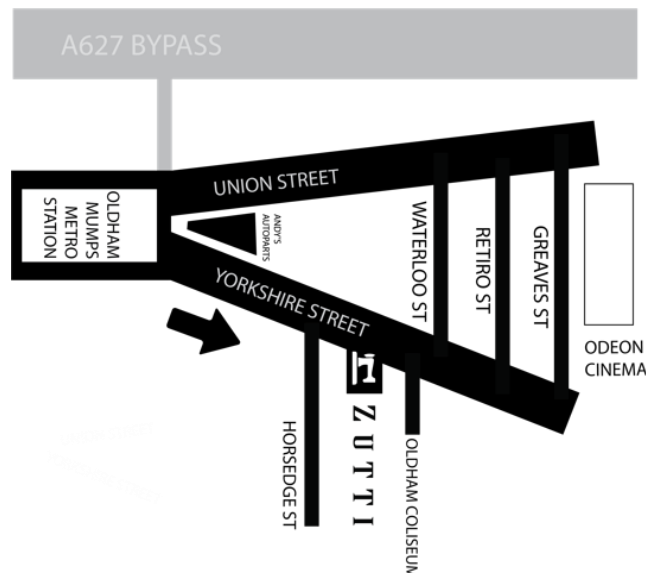 A627 BYPASS
UNION STREET
OLDHAM
MUMPS
METRO
STATION
ANDY'S
AUTOPARTS
WATERLOO ST
RETIRO ST
GREAVES ST
YORKSHIRE STREET
ODEON
CINEMA
HORSEDGE ST
ZUTTI
OLDHAM COLISEUM